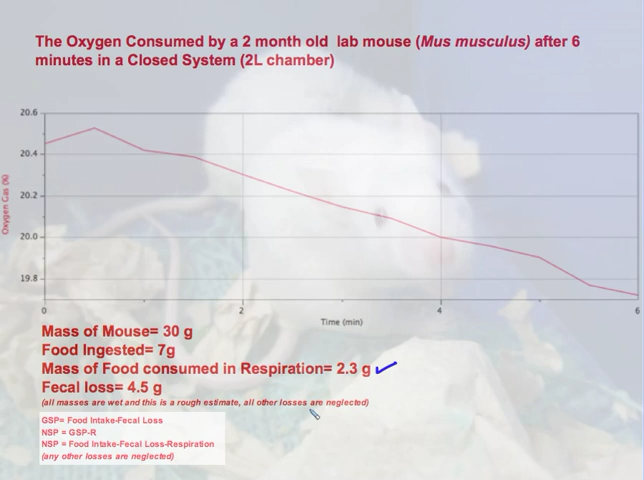 The Oxygen Consumed by a 2 month old lab mouse (Mus musculus) after 6
minutes in a Closed System (2L chamber)
20.6
20.4
20.2
20.0
19.8
Oxygen Gas (%)
0
2
4
6
Time (min)
Mass of Mouse= 30 g
Food Ingested= 7g
Mass of Food consumed in Respiration= 2.3 g
Fecal loss= 4.5 g
(all masses are wet and this is a rough estimate, all other losses are neglected)
GSP= Food Intake-Fecal Loss
NSP = GSP-R
NSP = Food Intake-Fecal Loss-Respiration
(any other losses are neglected)